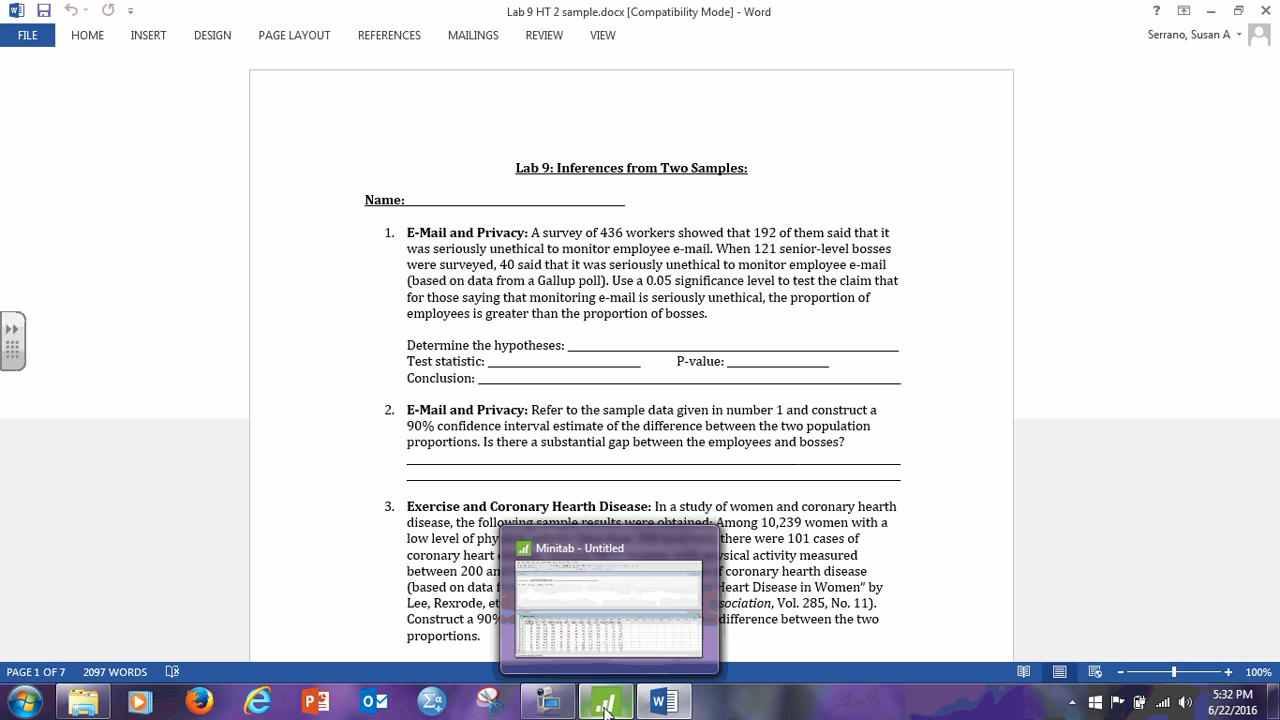 Lab 9 HT 2 sample.docx [Compatibility Mode] - Word
FILE HOME INSERT DESIGN PAGE LAYOUT REFERENCES MAILINGS REVIEW VIEW
Serrano, Susan A
Lab 9: Inferences from Two Samples:
Name:
1. E-Mail and Privacy: A survey of 436 workers showed that 192 of them said that it
was seriously unethical to monitor employee e-mail. When 121 senior-level bosses
were surveyed, 40 said that it was seriously unethical to monitor employee e-mail
(based on data from a Gallup poll). Use a 0.05 significance level to test the claim that
for those saying that monitoring e-mail is seriously unethical, the proportion of
employees is greater than the proportion of bosses.
Determine the hypotheses:
Test statistic: P-value:
Conclusion:
2. E-Mail and Privacy: Refer to the sample data given in number 1 and construct a
90% confidence interval estimate of the difference between the two population
proportions. Is there a substantial gap between the employees and bosses?
3. Exercise and Coronary Hearth Disease: In a study of women and coronary hearth
disease, the following sample results were obtained: Among 10,239 women with a
low level of there were 101 cases of
coronary heart physical activity measured
between 200 of coronary hearth disease
(based on data Heart Disease in Women" by
Lee, Rexrode, Vol. 285, No. 11).
Construct a 90% difference between the two
proportions.
Minitab - Untitled
PAGE 1 OF 7 2097 WORDS 100%
5:32 PM
6/22/2016